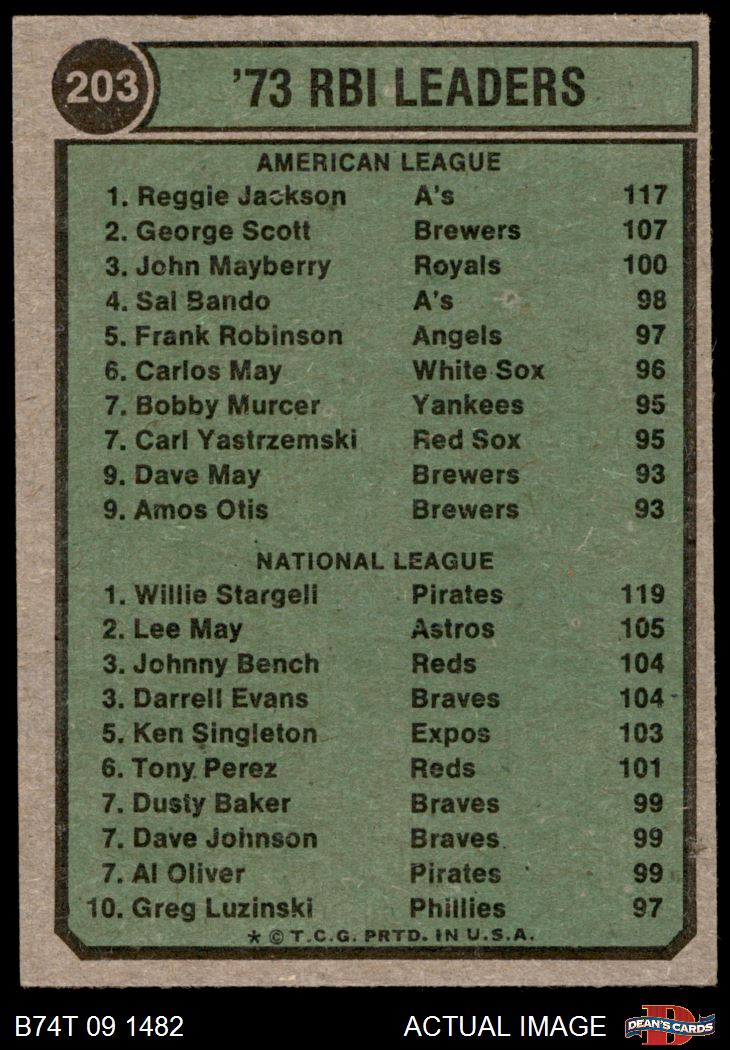 203 '73 RBI LEADERS
AMERICAN LEAGUE
1. Reggie Jackson A's 117
2. George Scott Brewers 107
3. John Mayberry Royals 100
4. Sal Bando A's 98
5. Frank Robinson Angels 97
6. Carlos May White Sox 96
7. Bobby Murcer Yankees 95
7. Carl Yastrzemski Red Sox 95
9. Dave May Brewers 93
9. Amos Otis Brewers 93
NATIONAL LEAGUE
1. Willie Stargell Pirates 119
2. Lee May Astros 105
3. Johnny Bench Reds 104
3. Darrell Evans Braves 104
5. Ken Singleton Expos 103
6. Tony Perez Reds 101
7. Dusty Baker Braves 99
7. Dave Johnson Braves 99
7. Al Oliver Pirates 99
10. Greg Luzinski Phillies 97
* © T.C.G. PRTD. IN U.S.A.
B74T 09 1482 ACTUAL IMAGE D DEAN'S CARDS